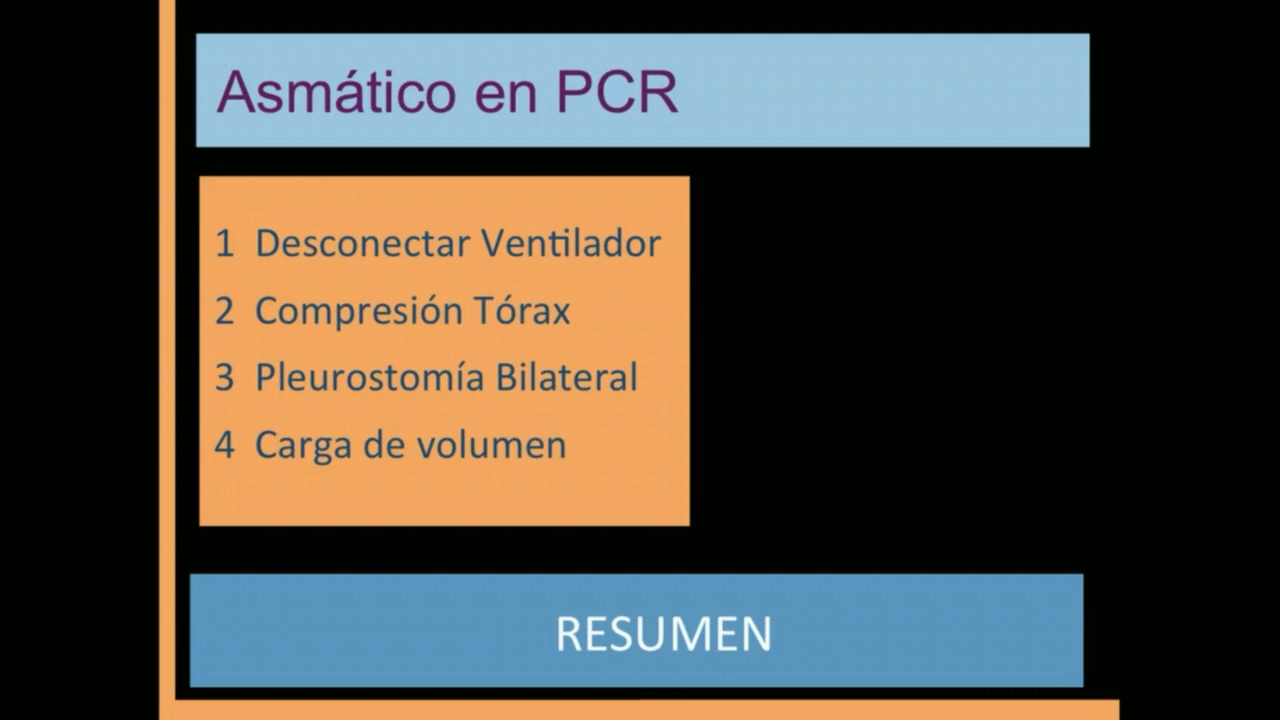 Asmático en PCR
1 Desconectar Ventilador
2 Compresión Tórax
3 Pleurostomía Bilateral
4 Carga de volumen
RESUMEN